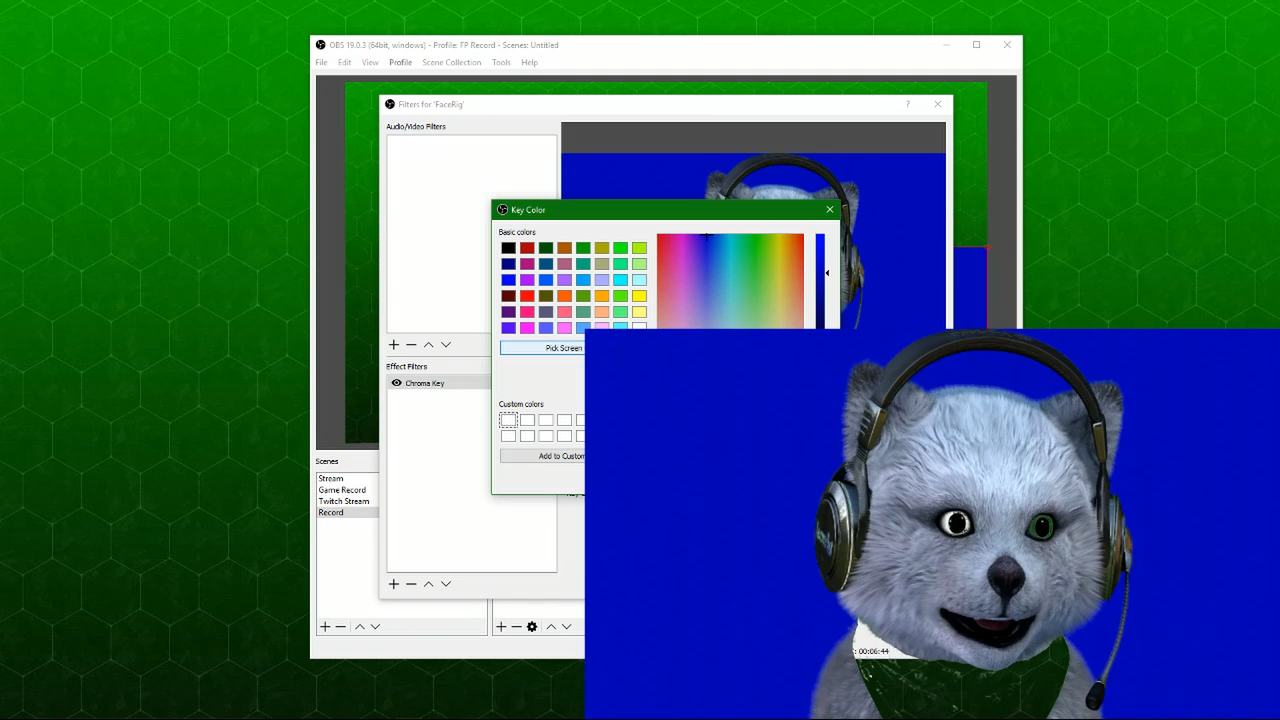 OBS 19.0.3 (64bit, windows) - Profile: FP Record - Scenes: Untitled
File Edit View Profile Scene Collection Tools Help
Filters for 'FaceRig'
Audio/Video Filters
Key Color
Basic colors
Pick Screen
Effect Filters
Chroma Key
Custom colors
Add to Custom
Scenes
Stream
Game Record
Twitch Stream
Record
: 00:06:44